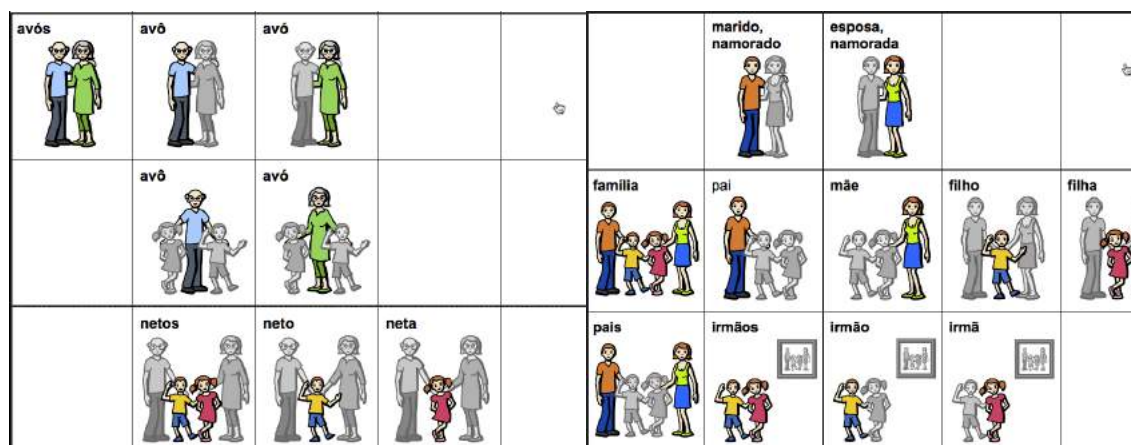 avós
avô
avó
avô
avó
netos
neto
neta
marido,
namorado
esposa,
namorada
família
pai
mãe
filho
filha
pais
irmãos
irmão
irmã